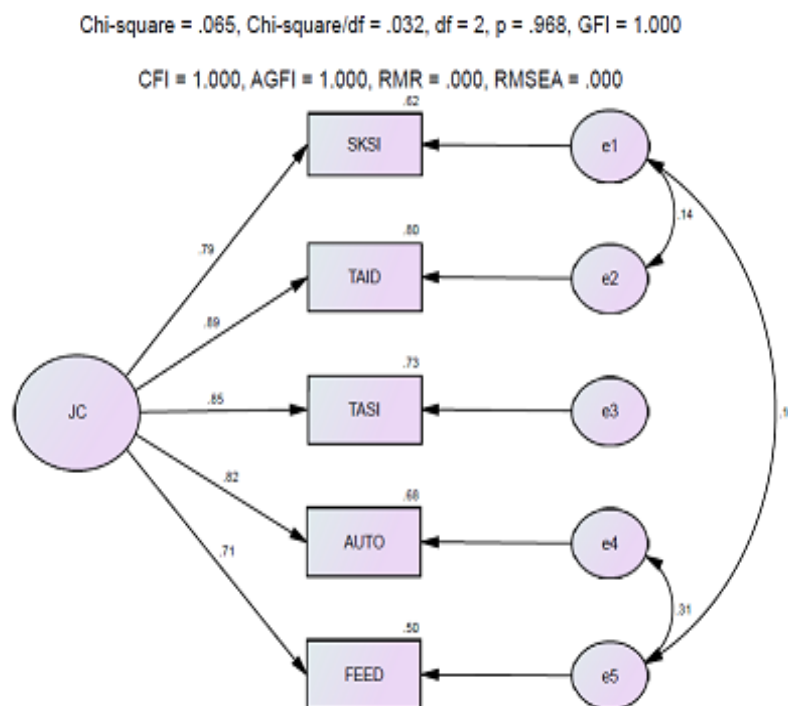 Chi-square = .065, Chi-square/df = .032, df = 2, p = .968, GFI = 1.000
CFI = 1.000, AGFI = 1.000, RMR = .000, RMSEA = .000
.62
SKSI
e1
.14
.79
.80
TAID
e2
.89
.73
TASI
e3
.85
JC
.82
.68
AUTO
e4
.71
.31
.50
FEED
e5